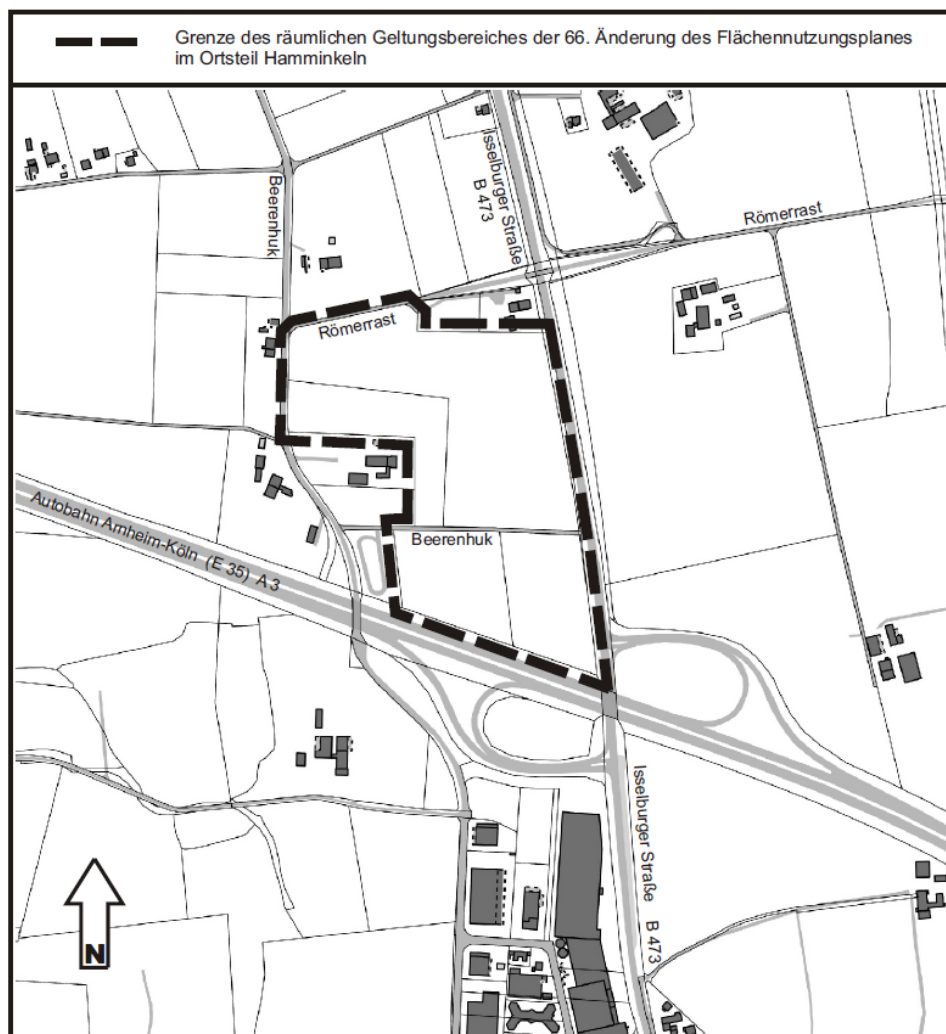 Grenze des räumlichen Geltungsbereiches der 66. Änderung des Flächennutzungsplanes
im Ortsteil Hamminkeln
Isselburger Straße
B 473
Beerenhuk
Römerrast
Römerrast
Autobahn Arnheim-Köln (E 35) A 3
Beerenhuk
Isselburger Straße B 473
N